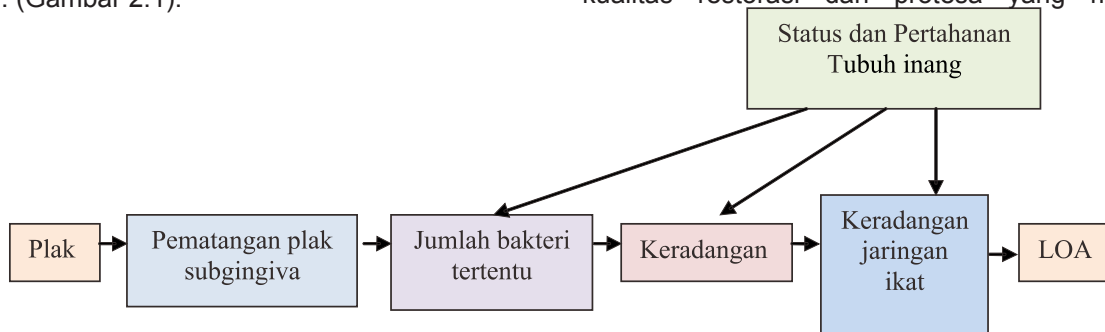 . (Gambar 2.1).
kualitas restorasi dan protesa yang
Status dan Pertahanan
Tubuh inang
Plak
Pematangan plak
subgingiva
Jumlah bakteri
tertentu
Keradangan
Keradangan
jaringan
ikat
LOA